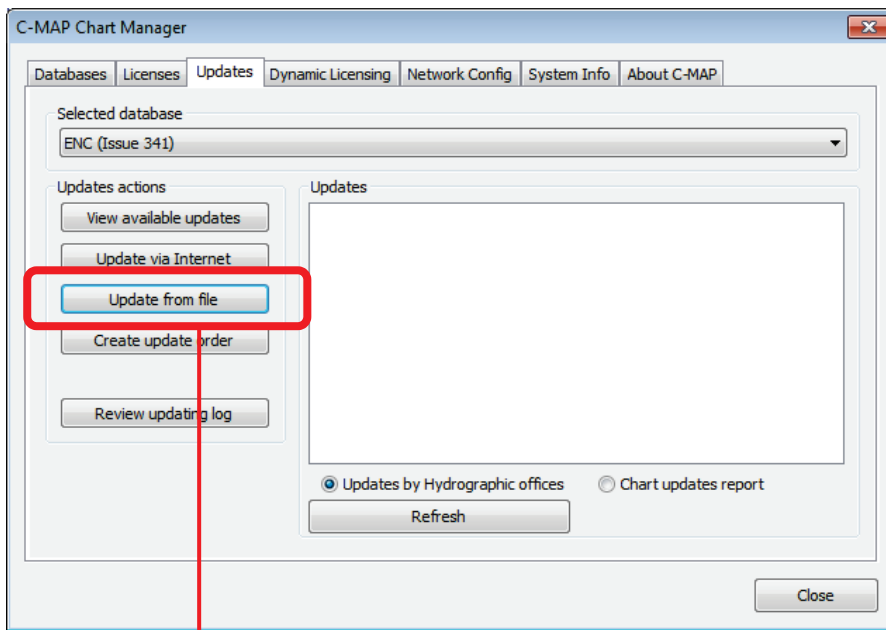 C-MAP Chart Manager
Databases Licenses Updates Dynamic Licensing Network Config System Info About C-MAP
Selected database
ENC (Issue 341)
Updates actions
Updates
View available updates
Update via Internet
Update from file
Create update order
Review updating log
Updates by Hydrographic offices Chart updates report
Refresh
Close